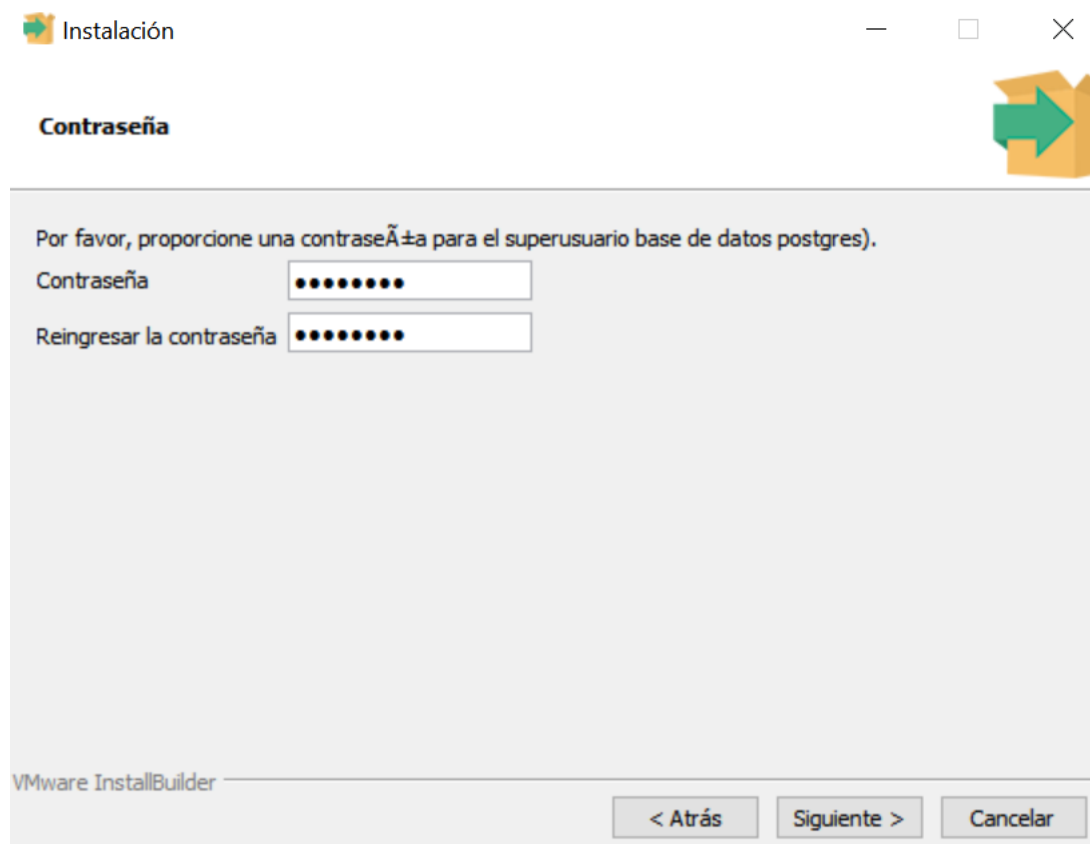 Instalación
Contraseña
Por favor, proporcione una contraseÃ±a para el superusuario base de datos postgres).
Contraseña ●●●●●●●●
Reingresar la contraseña ●●●●●●●●
VMware InstallBuilder
< Atrás Siguiente > Cancelar